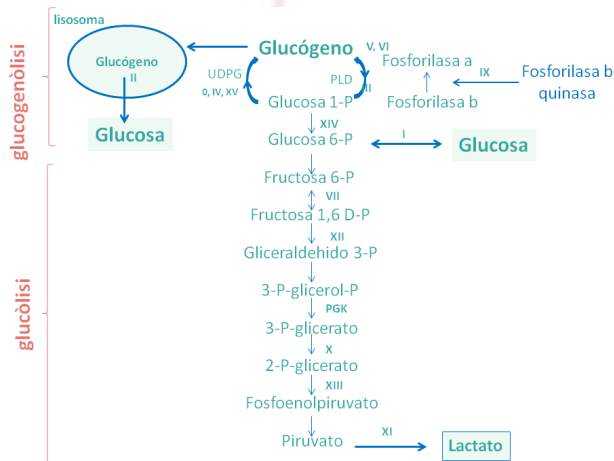 lisosoma
Glucógeno
II
Glucosa
glucogenòlisi
Glucógeno
V, VI
UDPG
0, IV, XV
PLD
III
Glucosa 1-P
Fosforilasa a
Fosforilasa b
IX
Fosforilasa b
quinasa
XIV
Glucosa 6-P
I
Glucosa
glucòlisi
Fructosa 6-P
VII
Fructosa 1,6 D-P
XII
Gliceraldehido 3-P
3-P-glicerol-P
PGK
3-P-glicerato
X
2-P-glicerato
XIII
Fosfoenolpiruvato
Piruvato
XI
Lactato